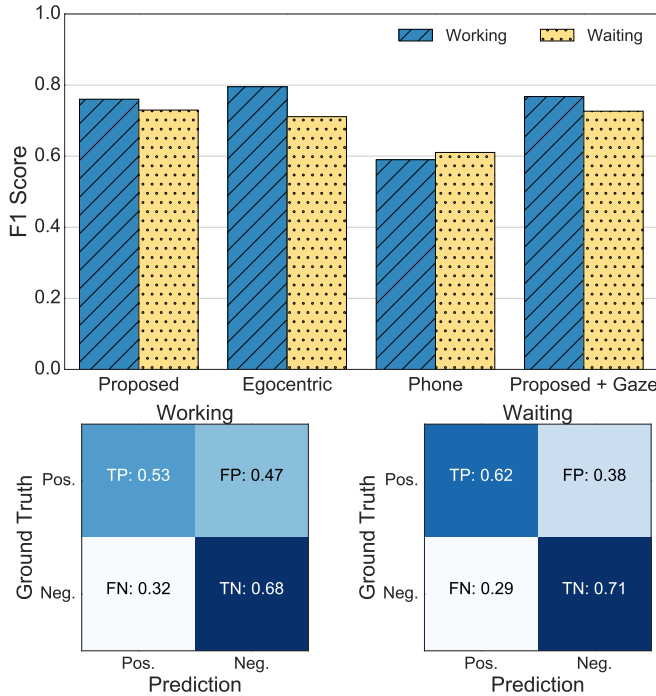 1.0
0.8
0.6
0.4
0.2
0.0
F1 Score
Working
Waiting
Proposed
Egocentric
Phone
Proposed + Gaze
Working
Ground Truth
Pos.
Neg.
TP: 0.53
FP: 0.47
FN: 0.32
TN: 0.68
Pos.
Neg.
Prediction
Waiting
Ground Truth
Pos.
Neg.
TP: 0.62
FP: 0.38
FN: 0.29
TN: 0.71
Pos.
Neg.
Prediction